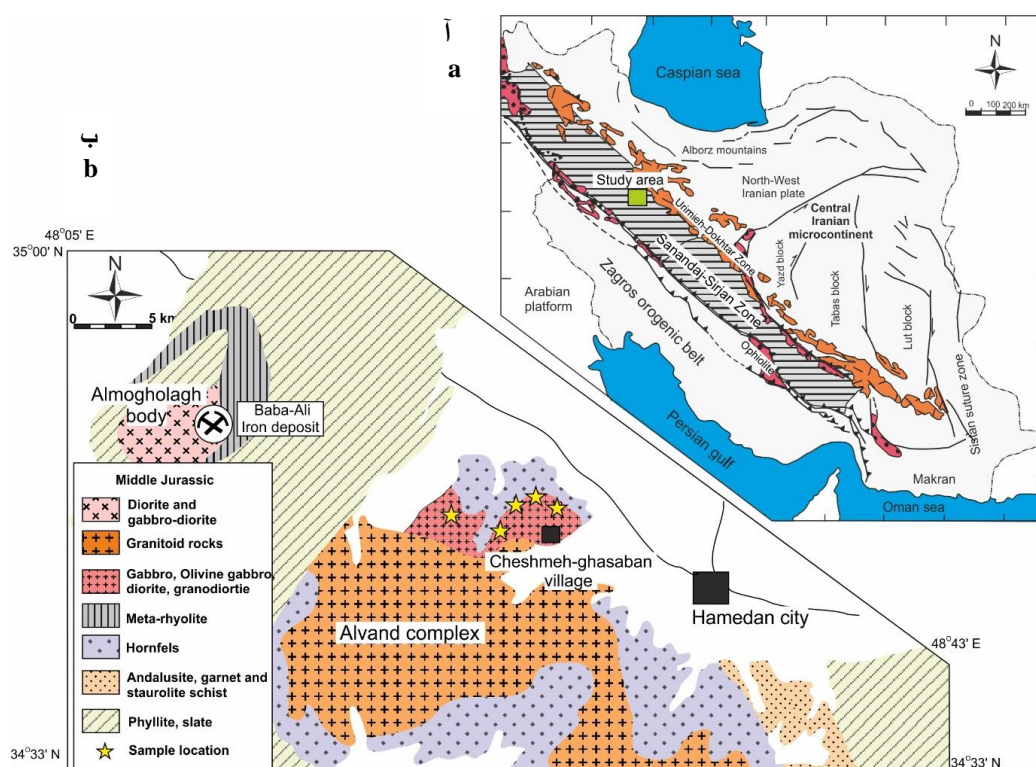 آ
a
Caspian sea
N
0 100 200 km
Alborz mountains
North-West
Iranian plate
Study area
Urimieh-Dokhtar Zone
Central
Iranian
microcontinent
Sanandaj-Sirjan Zone
Yazd block
Tabas block
Lut block
Sistan suture zone
Zagros orogenic belt
Arabian
platform
Ophiolite
Persian gulf
Makran
Oman sea
ب
b
48°05' E
35°00' N
N
0 5 km
Almogholagh
body
Baba-Ali
Iron deposit
Middle Jurassic
Diorite and
gabbro-diorite
Granitoid rocks
Gabbro, Olivine gabbro,
diorite, granodiortie
Meta-rhyolite
Hornfels
Andalusite, garnet and
staurolite schist
Phyllite, slate
Sample location
Cheshmeh-ghasaban
village
Hamedan city
Alvand complex
48°43' E
34°33' N
34°33' N